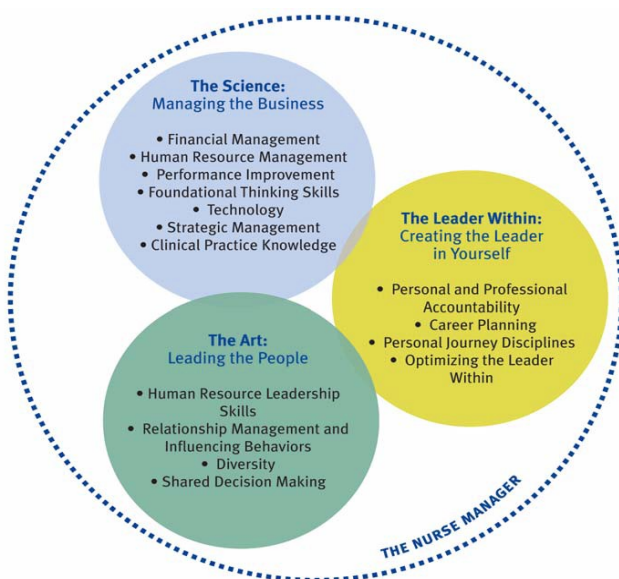 The Science:
Managing the Business
• Financial Management
• Human Resource Management
• Performance Improvement
• Foundational Thinking Skills
• Technology
• Strategic Management
• Clinical Practice Knowledge
The Leader Within:
Creating the Leader
in Yourself
• Personal and Professional
Accountability
• Career Planning
• Personal Journey Disciplines
• Optimizing the Leader
Within
The Art:
Leading the People
• Human Resource Leadership
Skills
• Relationship Management and
Influencing Behaviors
• Diversity
• Shared Decision Making
THE NURSE MANAGER